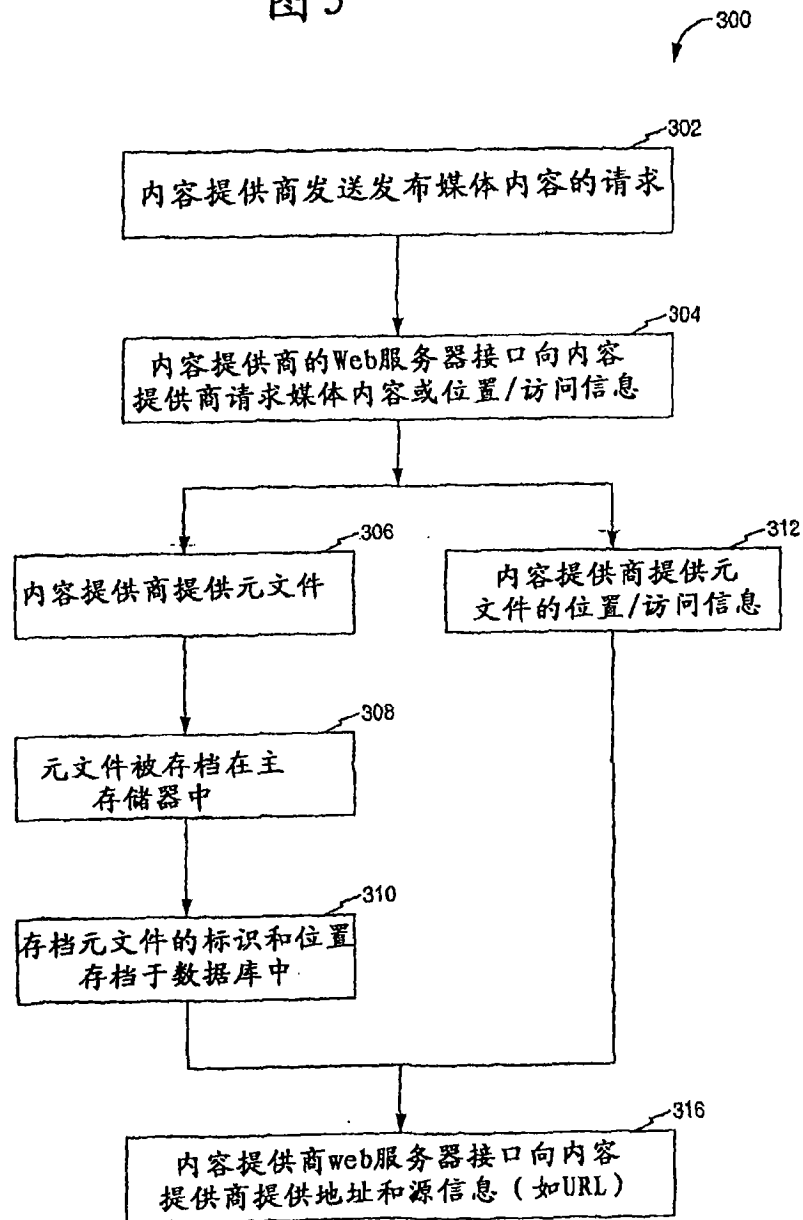 图3
300
302
内容提供商发送发布媒体内容的请求
304
内容提供商的Web服务器接口向内容
提供商请求媒体内容或位置/访问信息
306
内容提供商提供元文件
312
内容提供商提供元
文件的位置/访问信息
308
元文件被存档在主
存储器中
310
存档元文件的标识和位置
存档于数据库中
316
内容提供商web服务器接口向内容
提供商提供地址和源信息（如URL）